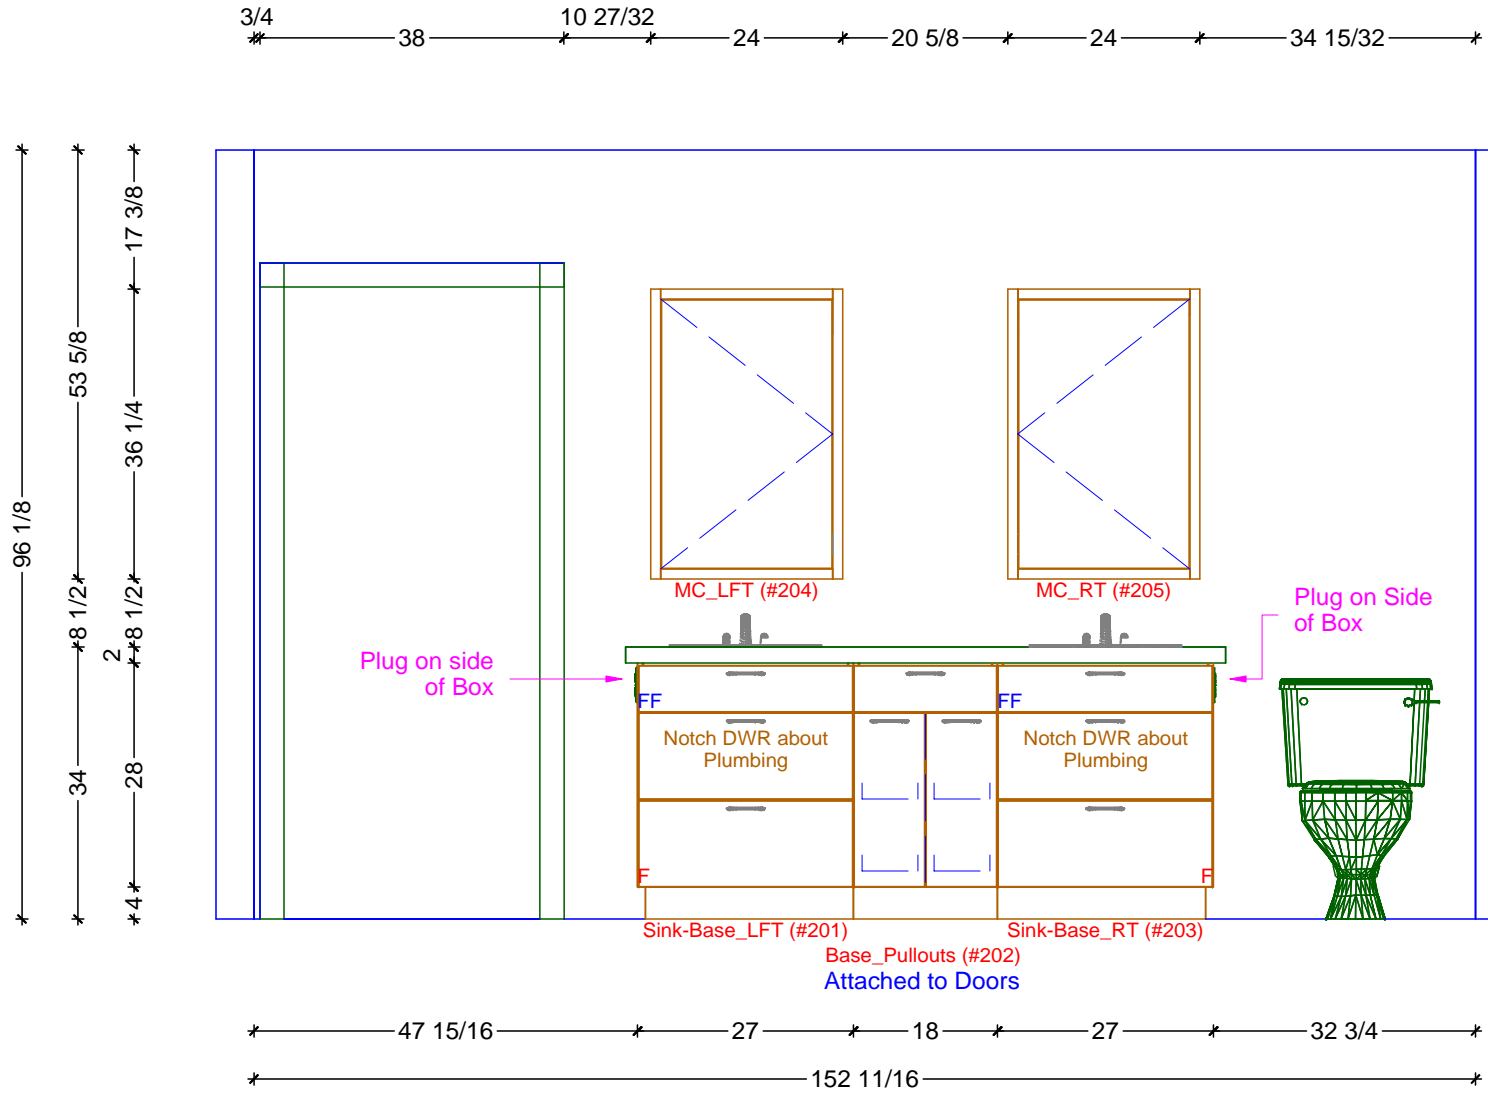 3/4
10 27/32
38
24
20 5/8
24
34 15/32
17 3/8
53 5/8
36 1/4
96 1/8
8 1/2
8 1/2
2
34
28
4
MC_LFT (#204)
MC_RT (#205)
Plug on Side
of Box
Plug on side
of Box
FF
FF
Notch DWR about
Plumbing
Notch DWR about
Plumbing
F
F
Sink-Base_LFT (#201)
Sink-Base_RT (#203)
Base_Pullouts (#202)
Attached to Doors
47 15/16
27
18
27
32 3/4
152 11/16